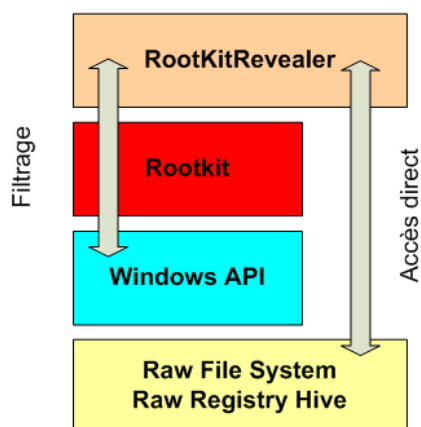 RootKitRevealer
Filtrage
Rootkit
Accès direct
Windows API
Raw File System
Raw Registry Hive